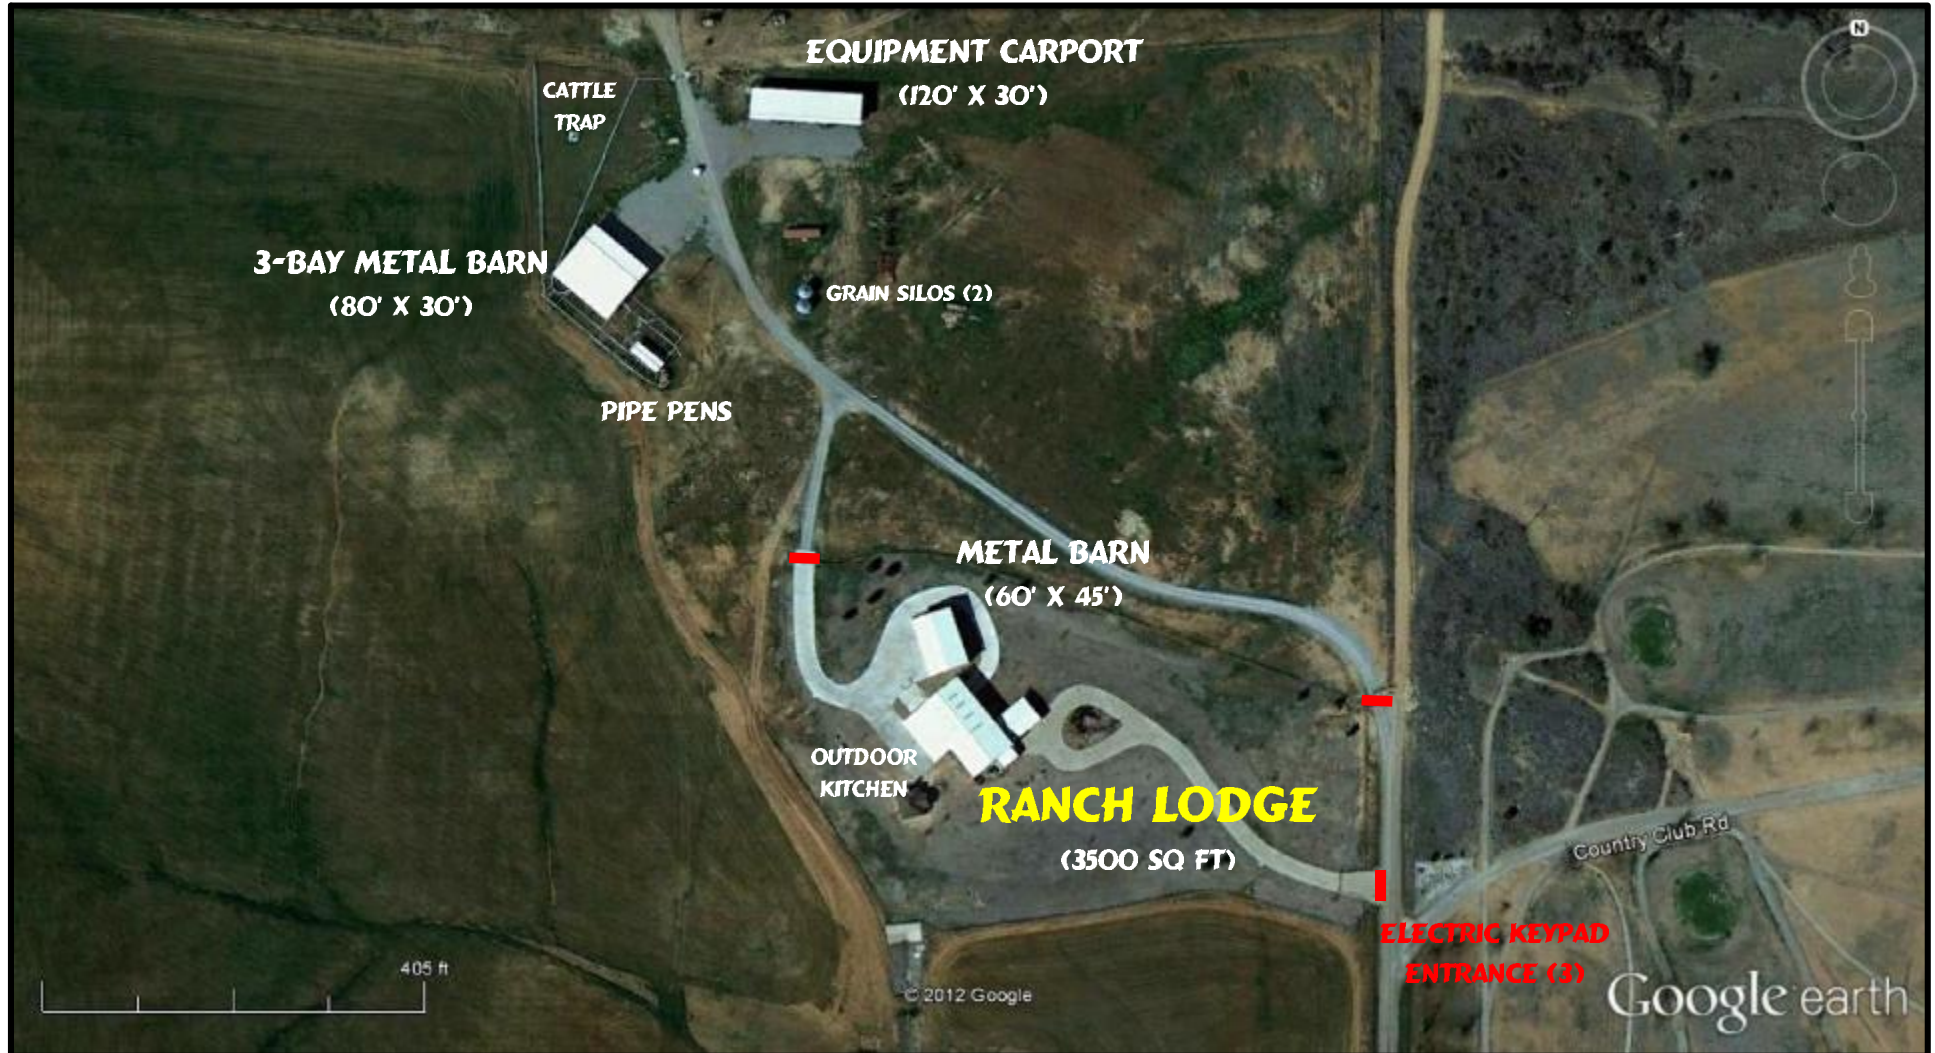 N
EQUIPMENT CARPORT
(120' X 30')
CATTLE
TRAP
3-BAY METAL BARN
(80' X 30')
GRAIN SILOS (2)
PIPE PENS
METAL BARN
(60' X 45')
OUTDOOR
KITCHEN
RANCH LODGE
(3500 SQ FT)
Country Club Rd
ELECTRIC KEYPAD
ENTRANCE (3)
405 ft
© 2012 Google
Google earth